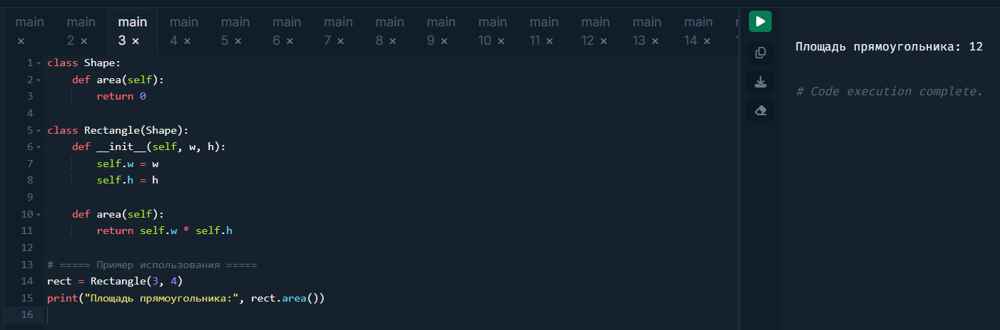 main main main main main main main main main main main main main main
× 2 × 3 × 4 × 5 × 6 × 7 × 8 × 9 × 10 × 11 × 12 × 13 × 14 ×
1 class Shape:
2     def area(self):
3         return 0
4
5 class Rectangle(Shape):
6     def __init__(self, w, h):
7         self.w = w
8         self.h = h
9
10     def area(self):
11         return self.w * self.h
12
13 # ===== Пример использования =====
14 rect = Rectangle(3, 4)
15 print("Площадь прямоугольника:", rect.area())
16
Площадь прямоугольника: 12
# Code execution complete.